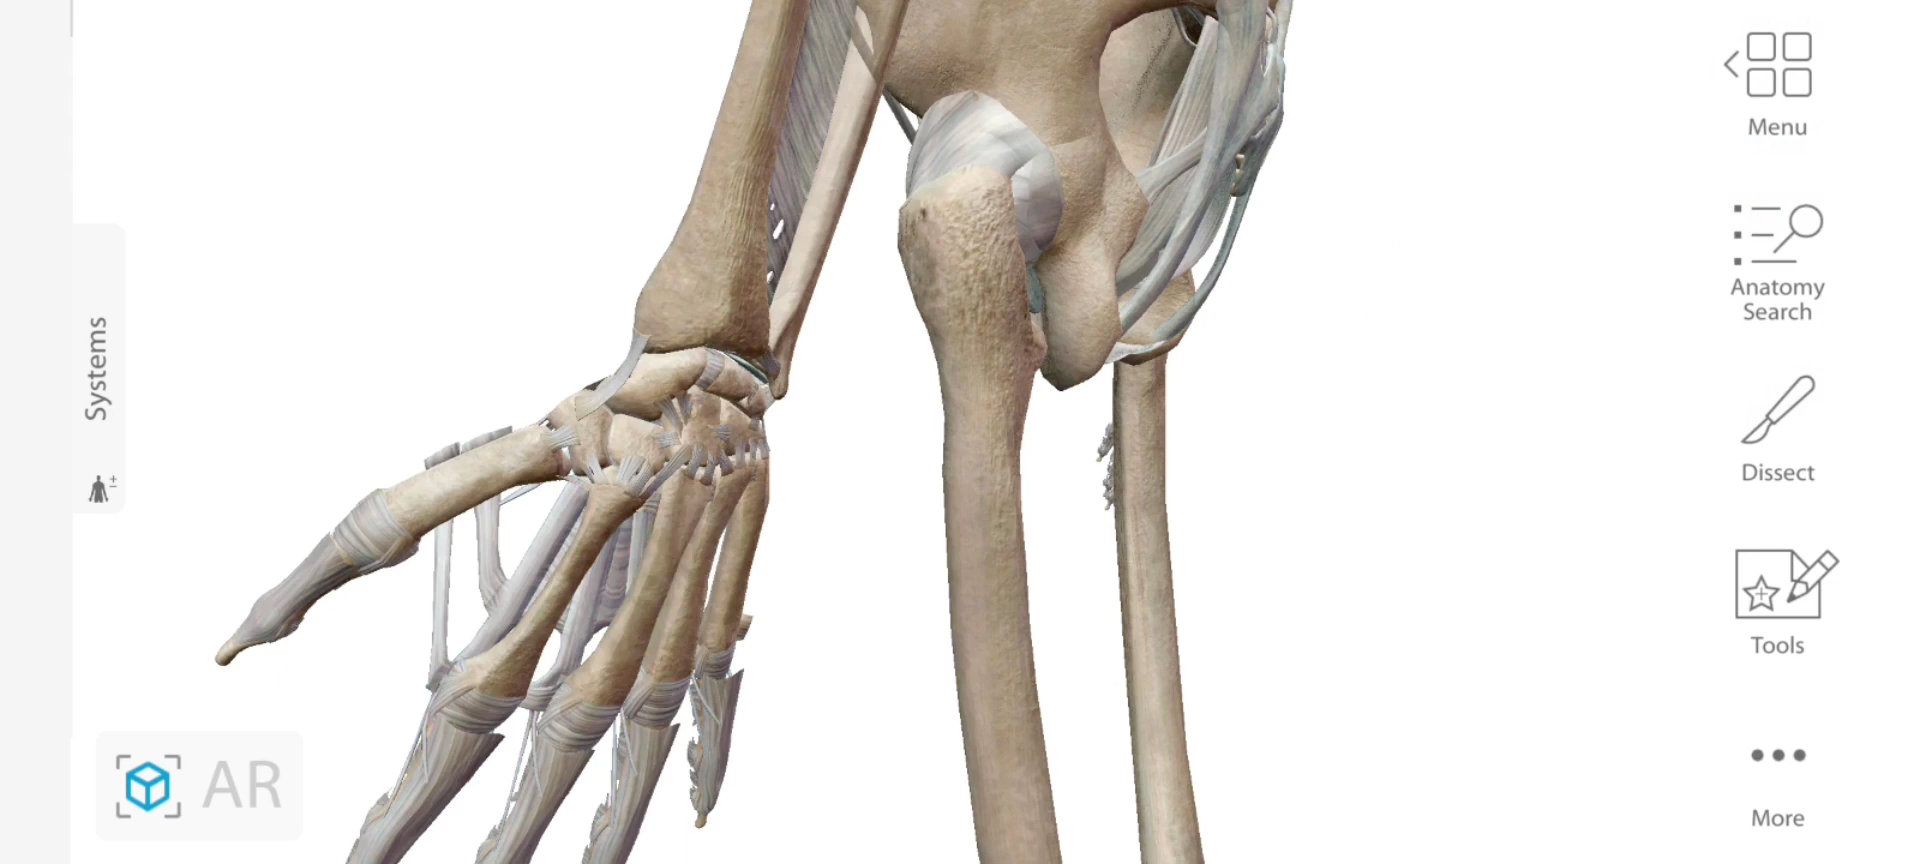 Menu
Anatomy
Search
Dissect
Tools
More
Systems
AR